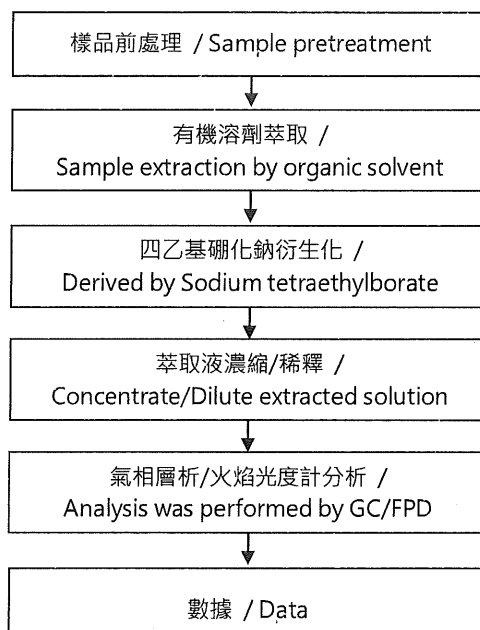 樣品前處理 / Sample pretreatment
有機溶劑萃取 /
Sample extraction by organic solvent
四乙基硼化鈉衍生化 /
Derived by Sodium tetraethylborate
萃取液濃縮/稀釋 /
Concentrate/Dilute extracted solution
氣相層析/火焰光度計分析 /
Analysis was performed by GC/FPD
數據 / Data